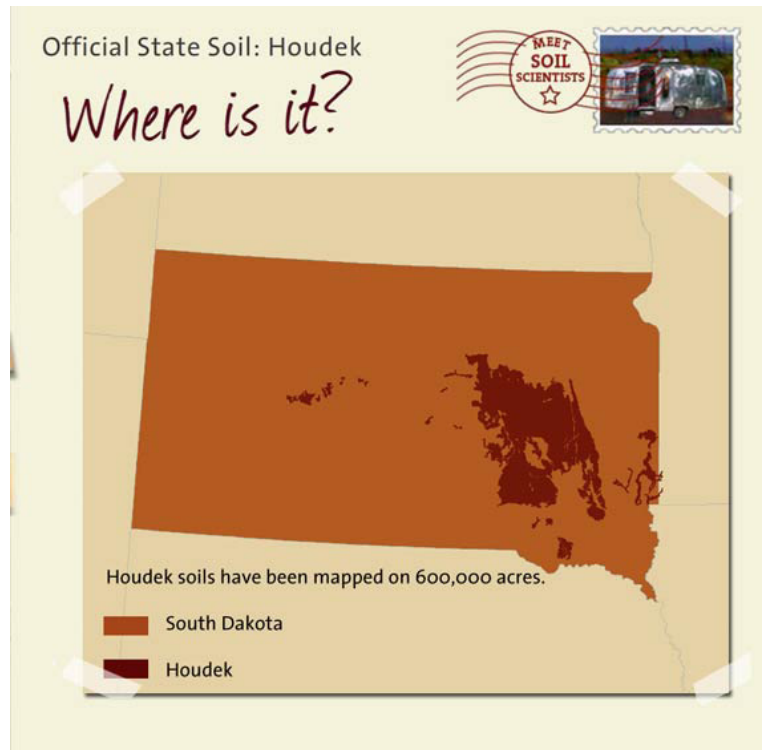 Official State Soil: Houdek
Where is it?
MEET
SOIL
SCIENTISTS
Houdek soils have been mapped on 600,000 acres.
South Dakota
Houdek